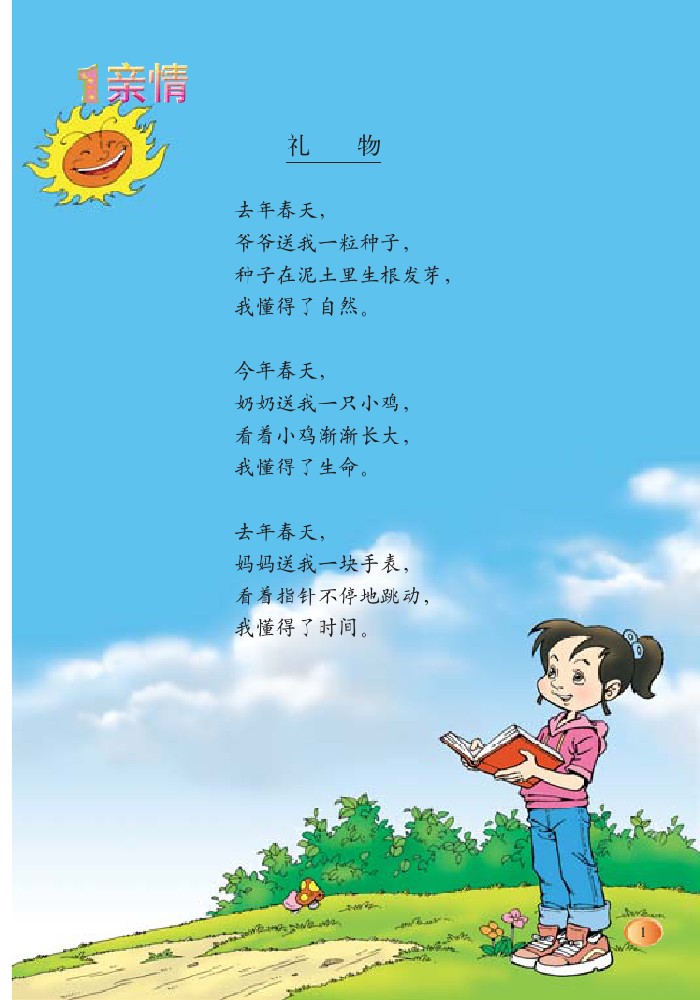 1亲情
礼 物
去年春天，
爷爷送我一粒种子，
种子在泥土里生根发芽，
我懂得了自然。
今年春天，
奶奶送我一只小鸡，
看着小鸡渐渐长大，
我懂得了生命。
去年春天，
妈妈送我一块手表，
看着指针不停地跳动，
我懂得了时间。
1